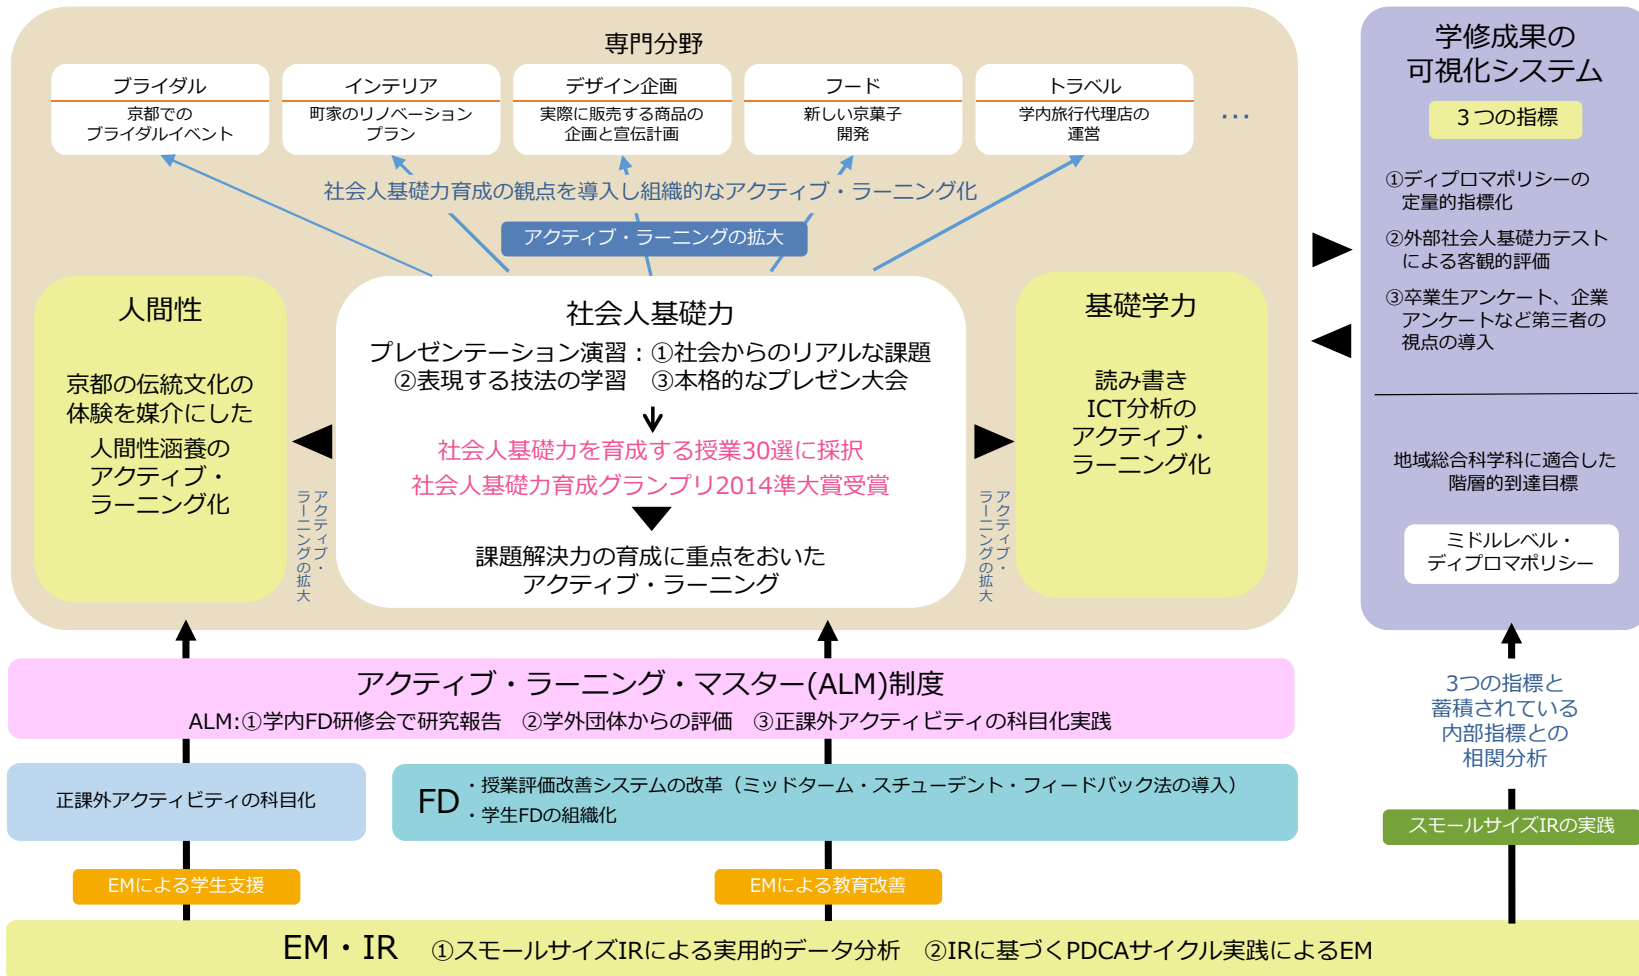 専門分野
ブライダル
京都での
ブライダルイベント
インテリア
町家のリノベーション
プラン
デザイン企画
実際に販売する商品の
企画と宣伝計画
フード
新しい京菓子
開発
トラベル
学内旅行代理店の
運営
…
社会人基礎力育成の観点を導入し組織的なアクティブ・ラーニング化
アクティブ・ラーニングの拡大
人間性
京都の伝統文化の
体験を媒介にした
人間性涵養の
アクティブ・
ラーニング化
アクティブ・
ラーニングの拡大
社会人基礎力
プレゼンテーション演習：①社会からのリアルな課題
②表現する技法の学習　③本格的なプレゼン大会
社会人基礎力を育成する授業30選に採択
社会人基礎力育成グランプリ2014準大賞受賞
課題解決力の育成に重点をおいた
アクティブ・ラーニング
アクティブ・
ラーニングの拡大
基礎学力
読み書き
ICT分析の
アクティブ・
ラーニング化
学修成果の
可視化システム
３つの指標
①ディプロマポリシーの
定量的指標化
②外部社会人基礎力テスト
による客観的評価
③卒業生アンケート、企業
アンケートなど第三者の
視点の導入
地域総合科学科に適合した
階層的到達目標
ミドルレベル・
ディプロマポリシー
アクティブ・ラーニング・マスター(ALM)制度
ALM:①学内FD研修会で研究報告　②学外団体からの評価　③正課外アクティビティの科目化実践
3つの指標と
蓄積されている
内部指標との
相関分析
正課外アクティビティの科目化
FD
・授業評価改善システムの改革（ミッドターム・スチューデント・フィードバック法の導入）
・学生FDの組織化
スモールサイズIRの実践
EMによる学生支援
EMによる教育改善
EM・IR　①スモールサイズIRによる実用的データ分析　②IRに基づくPDCAサイクル実践によるEM